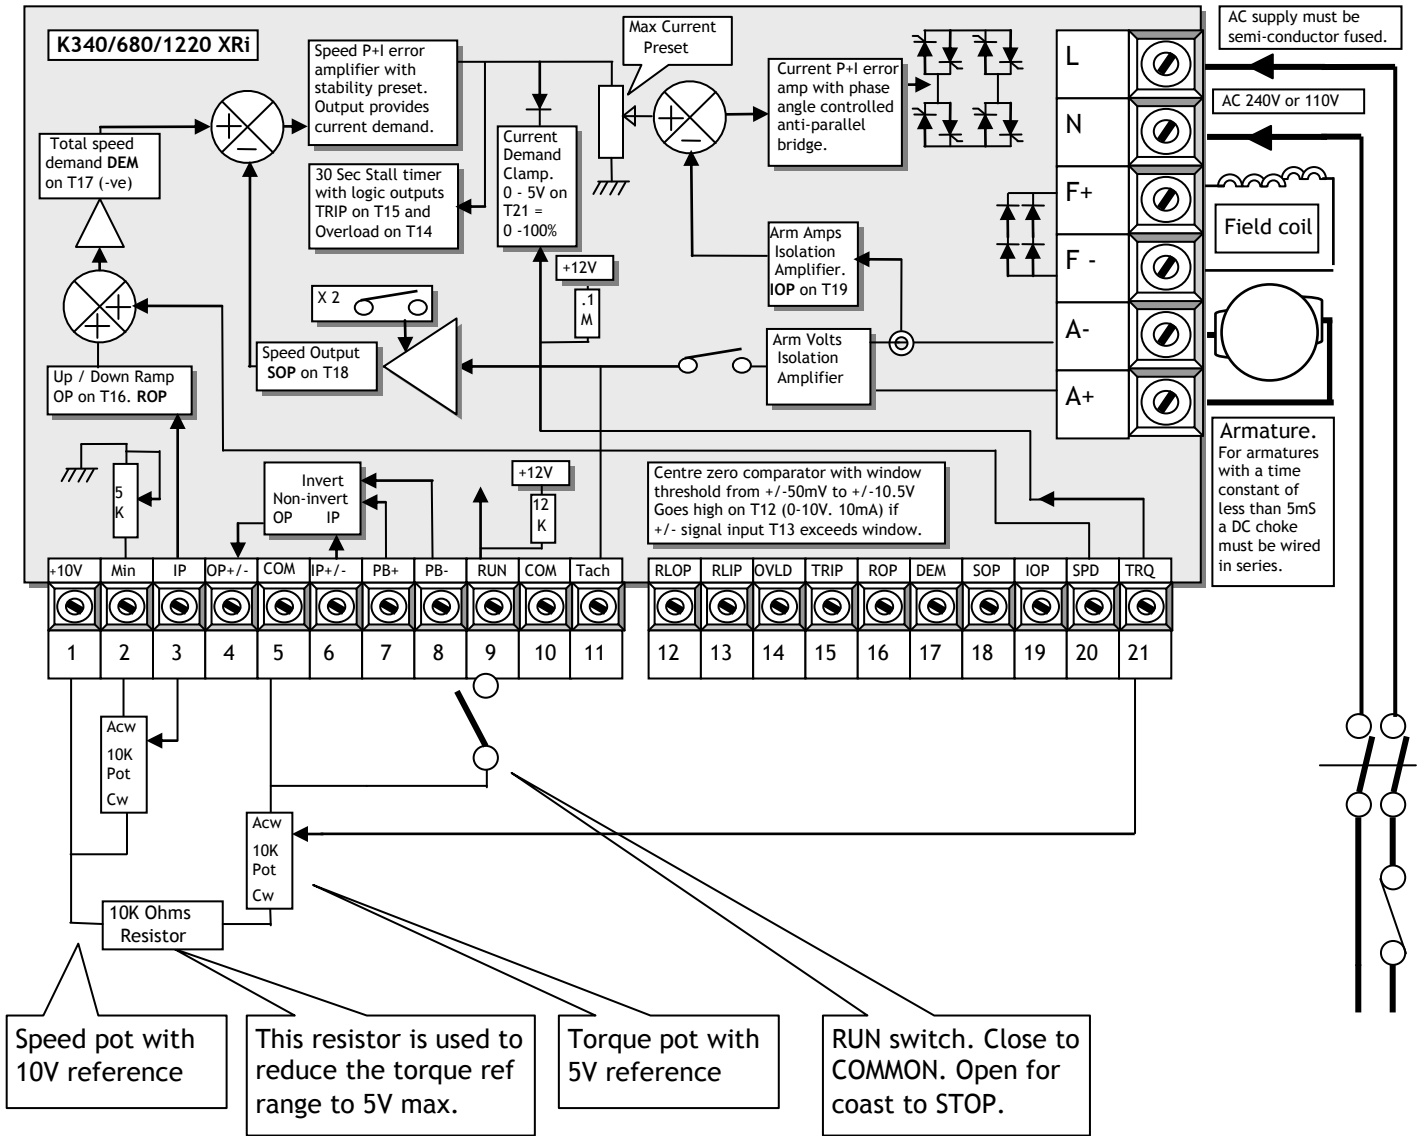 K340/680/1220 XRi
Speed P+I error
amplifier with
stability preset.
Output provides
current demand.
Max Current
Preset
Current P+I error
amp with phase
angle controlled
anti-parallel
bridge.
AC supply must be
semi-conductor fused.
AC 240V or 110V
L
N
F+
F -
A-
A+
Field coil
Total speed
demand DEM
on T17 (-ve)
30 Sec Stall timer
with logic outputs
TRIP on T15 and
Overload on T14
Current
Demand
Clamp.
0 - 5V on
T21 =
0 -100%
Arm Amps
Isolation
Amplifier.
IOP on T19
+12V
.1
M
X 2
Speed Output
SOP on T18
Arm Volts
Isolation
Amplifier
Up / Down Ramp
OP on T16. ROP
5
K
Invert
Non-invert
OP IP
+12V
12
K
Centre zero comparator with window
threshold from +/-50mV to +/-10.5V
Goes high on T12 (0-10V. 10mA) if
+/- signal input T13 exceeds window.
Armature.
For armatures
with a time
constant of
less than 5mS
a DC choke
must be wired
in series.
+10V Min IP OP+/- COM IP+/- PB+ PB- RUN COM Tach
RLOP RLIP OVLD TRIP ROP DEM SOP IOP SPD TRQ
1 2 3 4 5 6 7 8 9 10 11
12 13 14 15 16 17 18 19 20 21
Acw
10K
Pot
Cw
Acw
10K
Pot
Cw
10K Ohms
Resistor
Speed pot with
10V reference
This resistor is used to
reduce the torque ref
range to 5V max.
Torque pot with
5V reference
RUN switch. Close to
COMMON. Open for
coast to STOP.